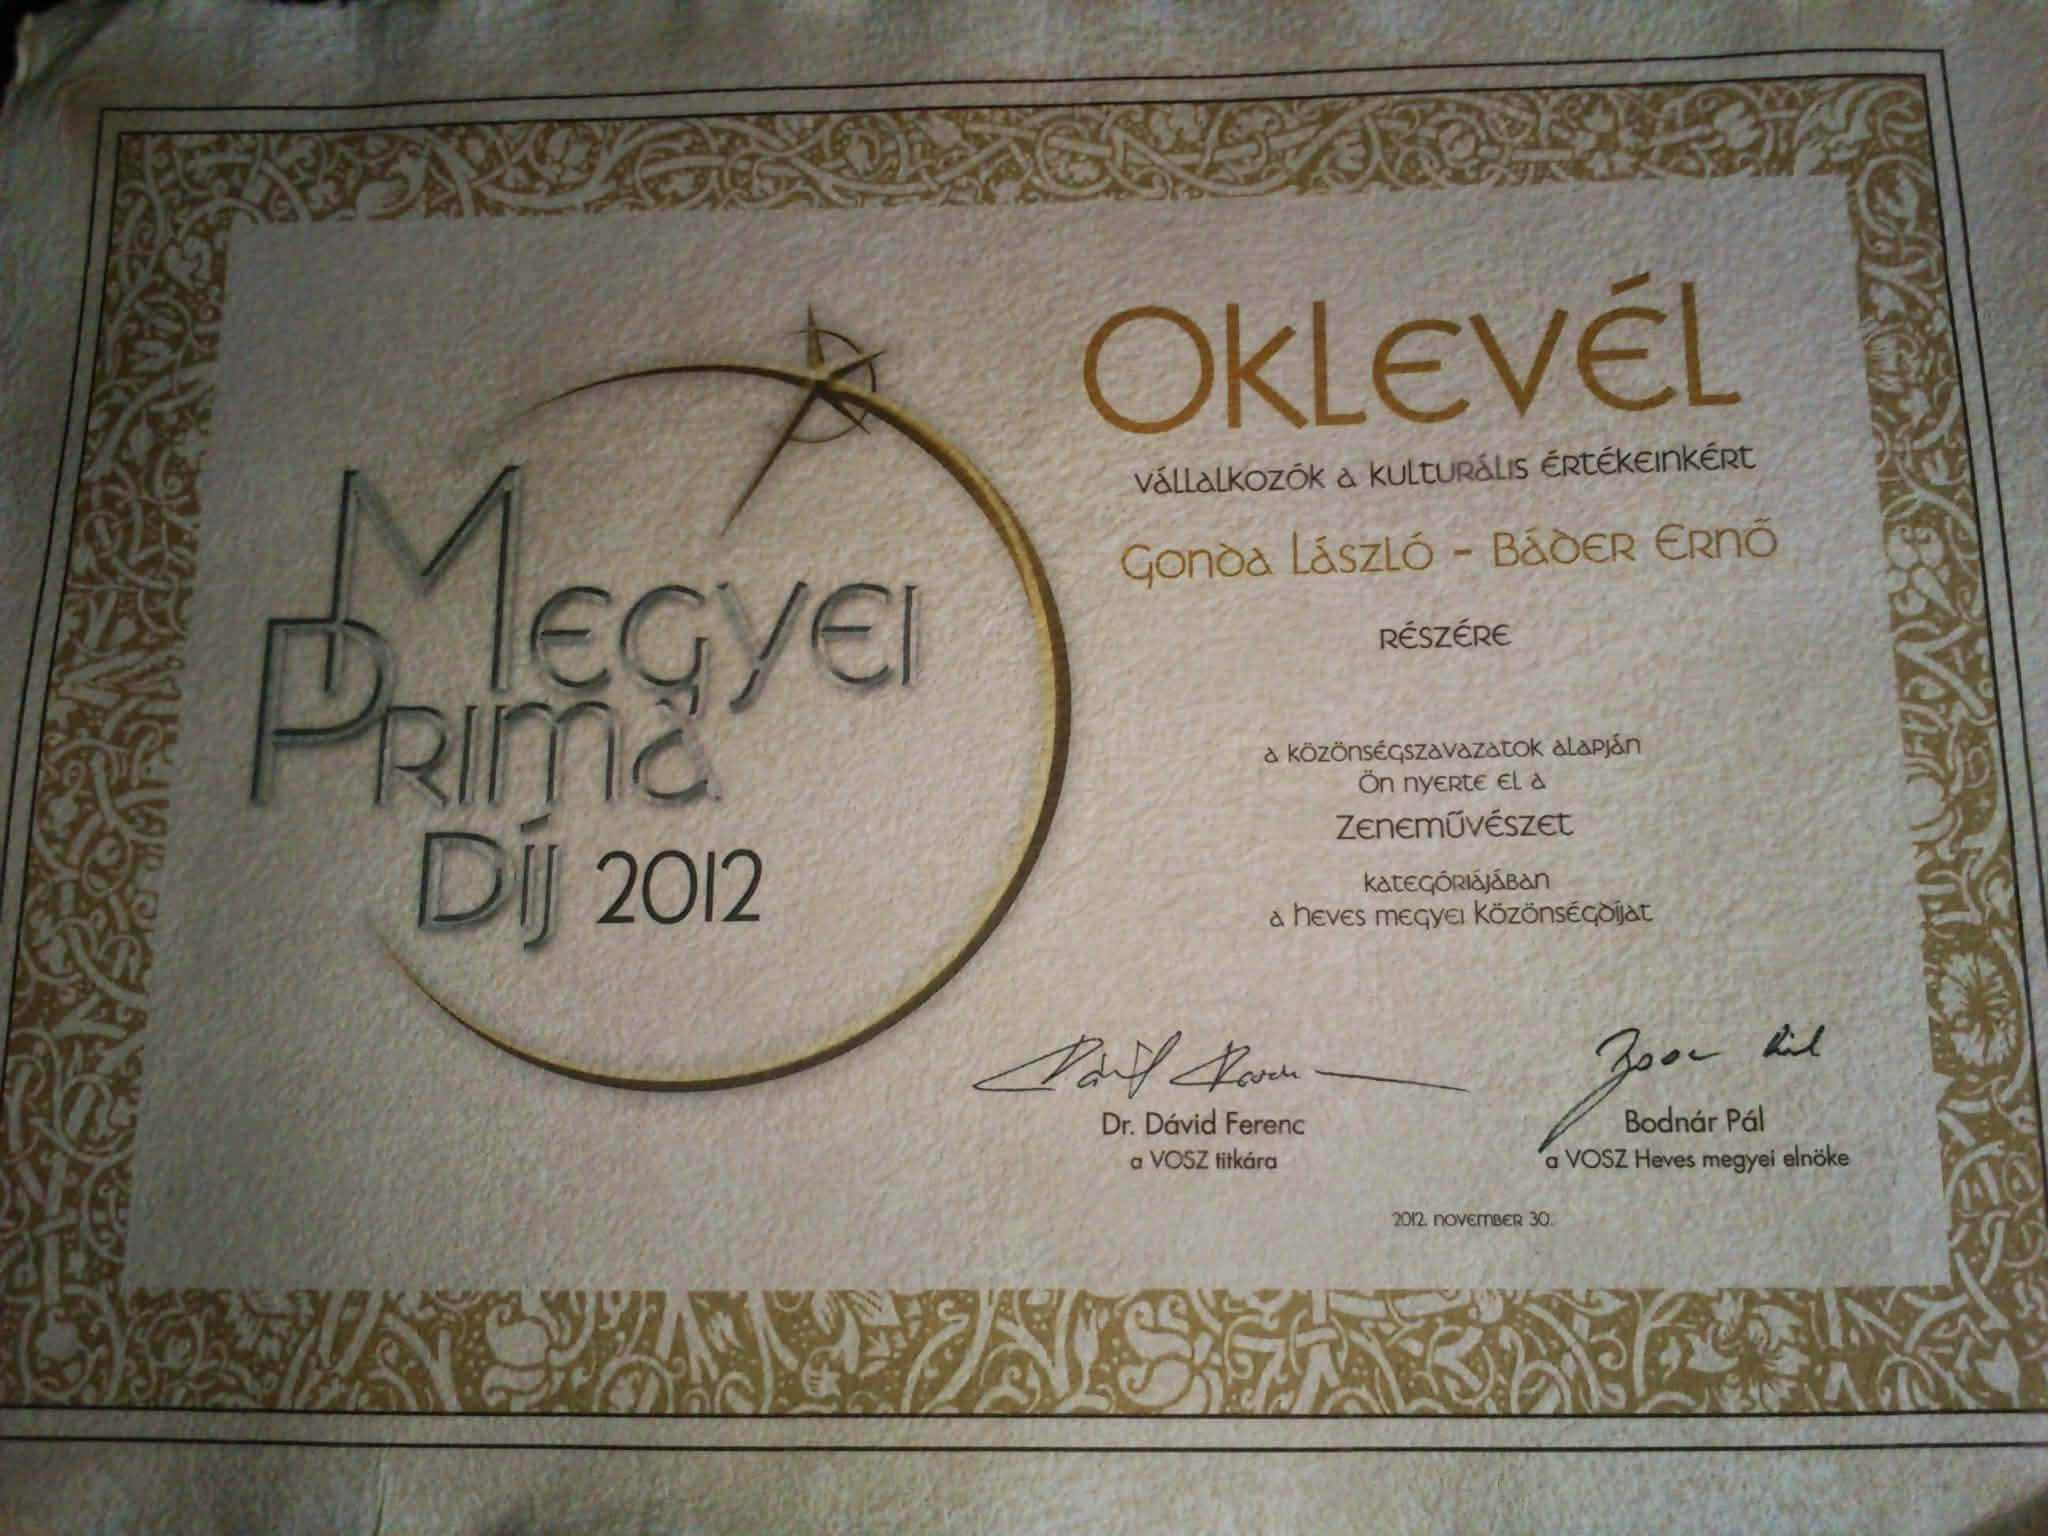 Megyei
Prima
Díj 2012
Oklevél
vállalkozók a kulturális értékeinkért
Gonda László - Báder Ernő
részére
a közönségszavazatok alapján
Ön nyerte el a
Zeneművészet
kategóriájában
a Heves megyei Közönségdíjat
Dr. Dávid Ferenc
a VOSZ titkára
Bodnár Pál
a VOSZ Heves megyei elnöke
2012. november 30.